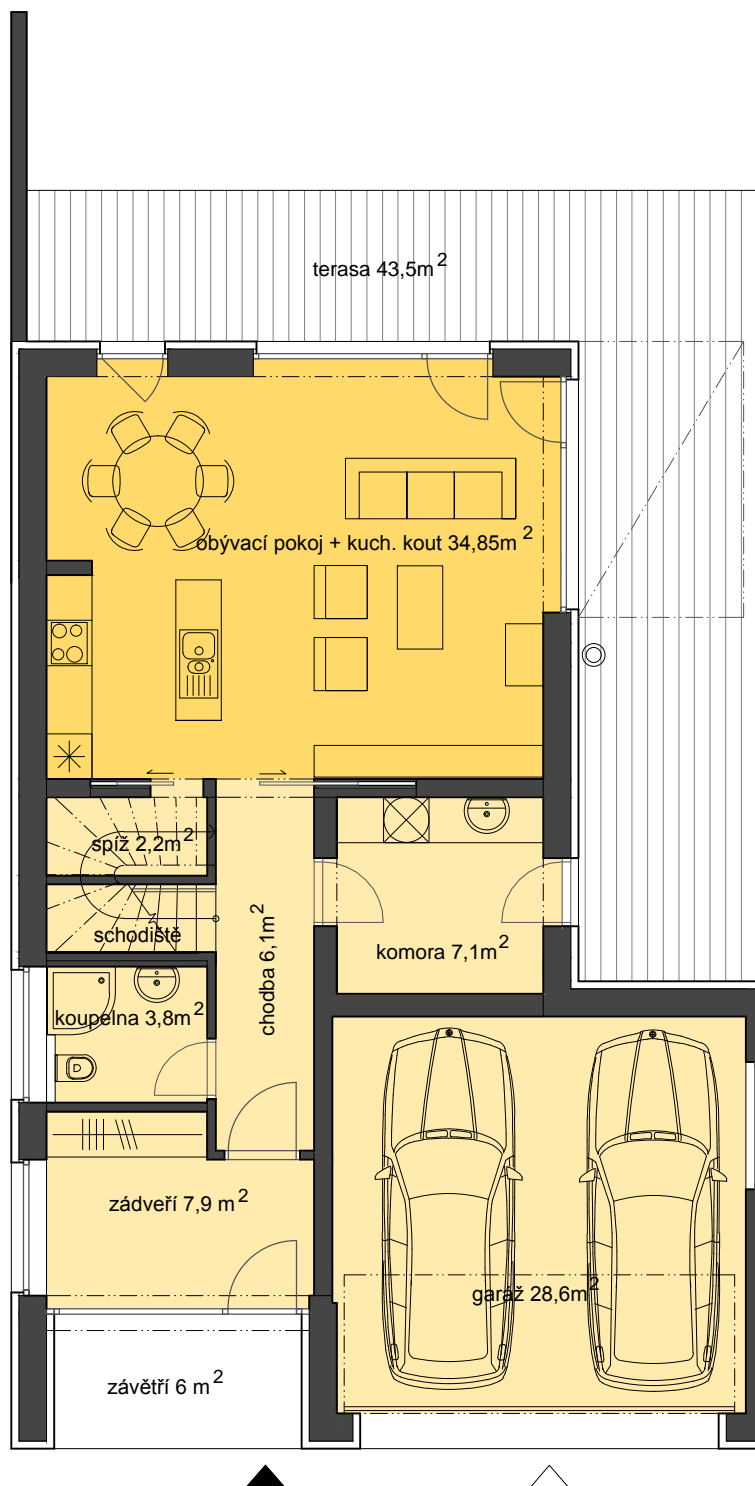 terasa 43,5m²
obývací pokoj + kuch. kout 34,85m²
spíž 2,2m²
schodiště
chodba 6,1m²
komora 7,1m²
koupelna 3,8m²
zádveří 7,9 m²
garáž 28,6m²
závětří 6 m²